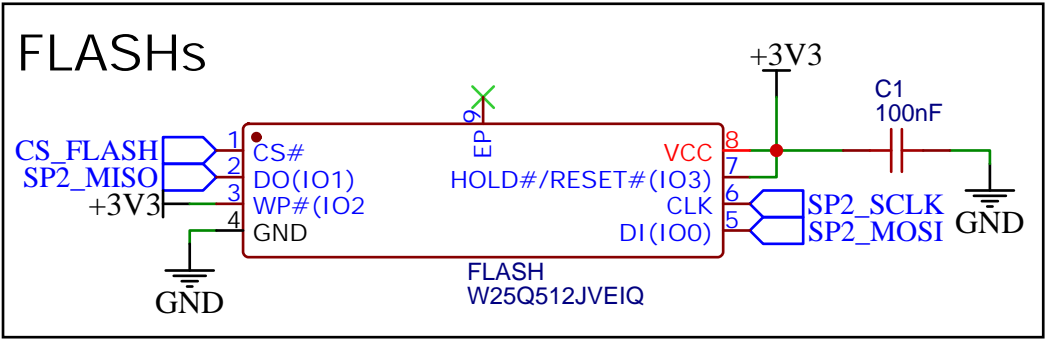 FLASHs
+3V3
C1
100nF
9
EP
CS_FLASH 1 CS# VCC 8
SP2_MISO 2 DO(IO1) HOLD#/RESET#(IO3) 7
+3V3 3 WP#(IO2 CLK 6 SP2_SCLK
4 GND DI(IO0) 5 SP2_MOSI
GND
GND
FLASH
W25Q512JVEIQ